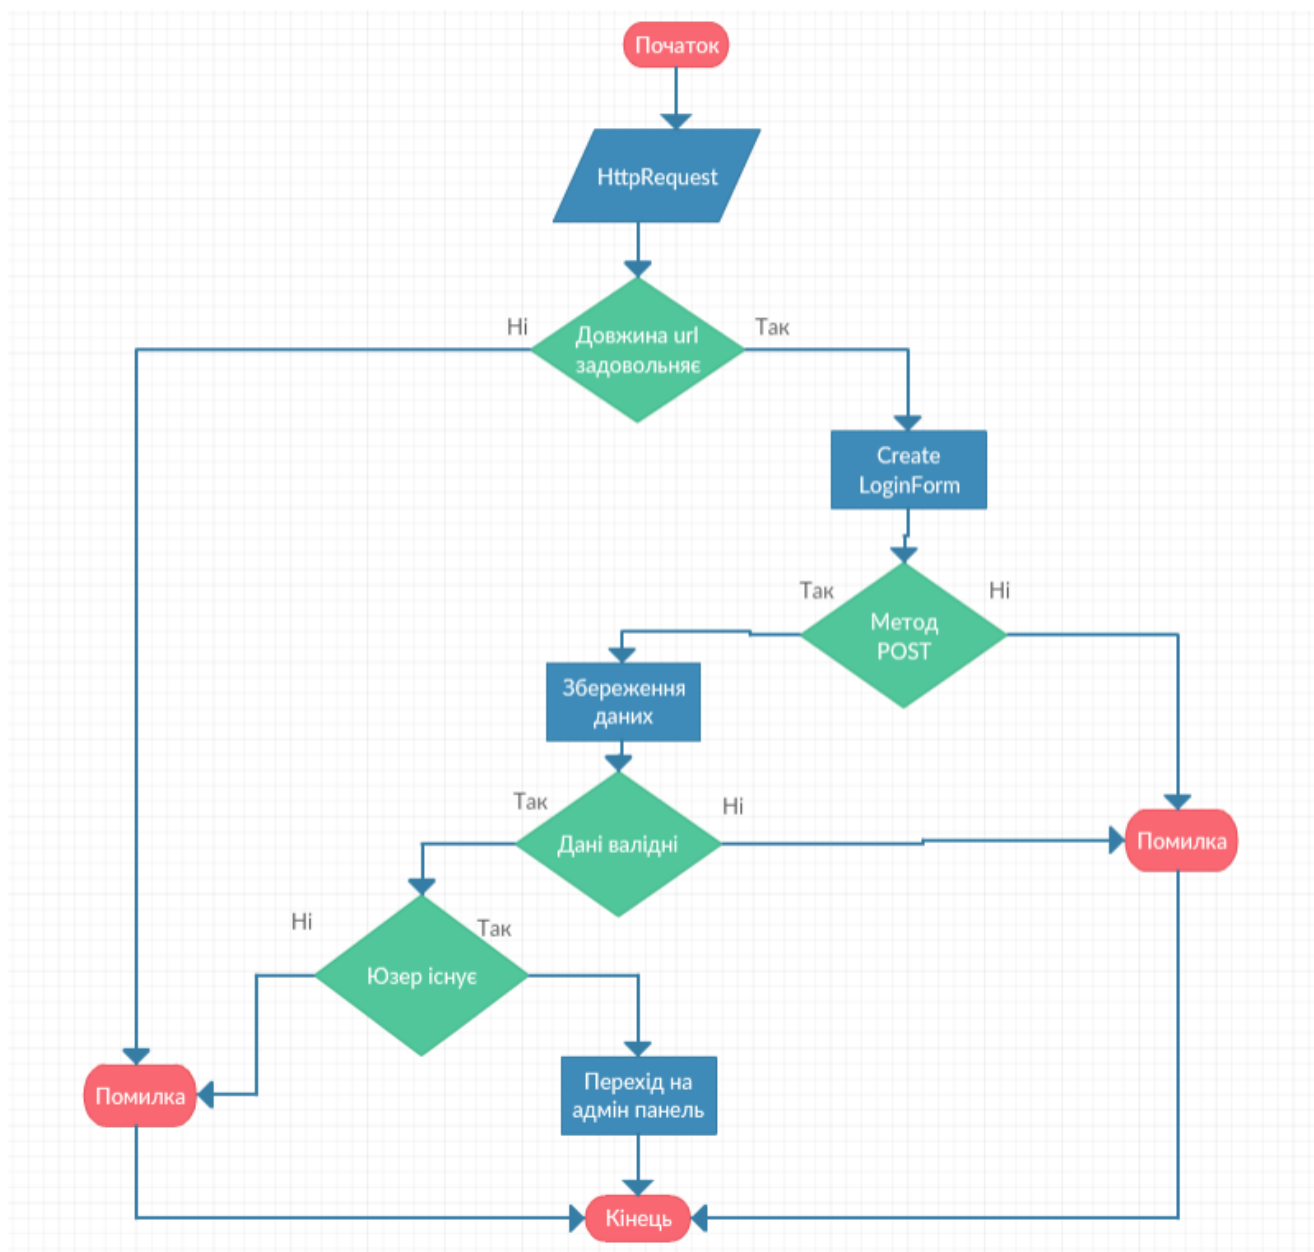 Початок
HttpRequest
Ні
Так
Довжина url
задовольняє
Create
LoginForm
Так
Ні
Метод
POST
Збереження
даних
Так
Ні
Дані валідні
Помилка
Ні
Так
Юзер існує
Перехід на
адмін панель
Помилка
Кінець